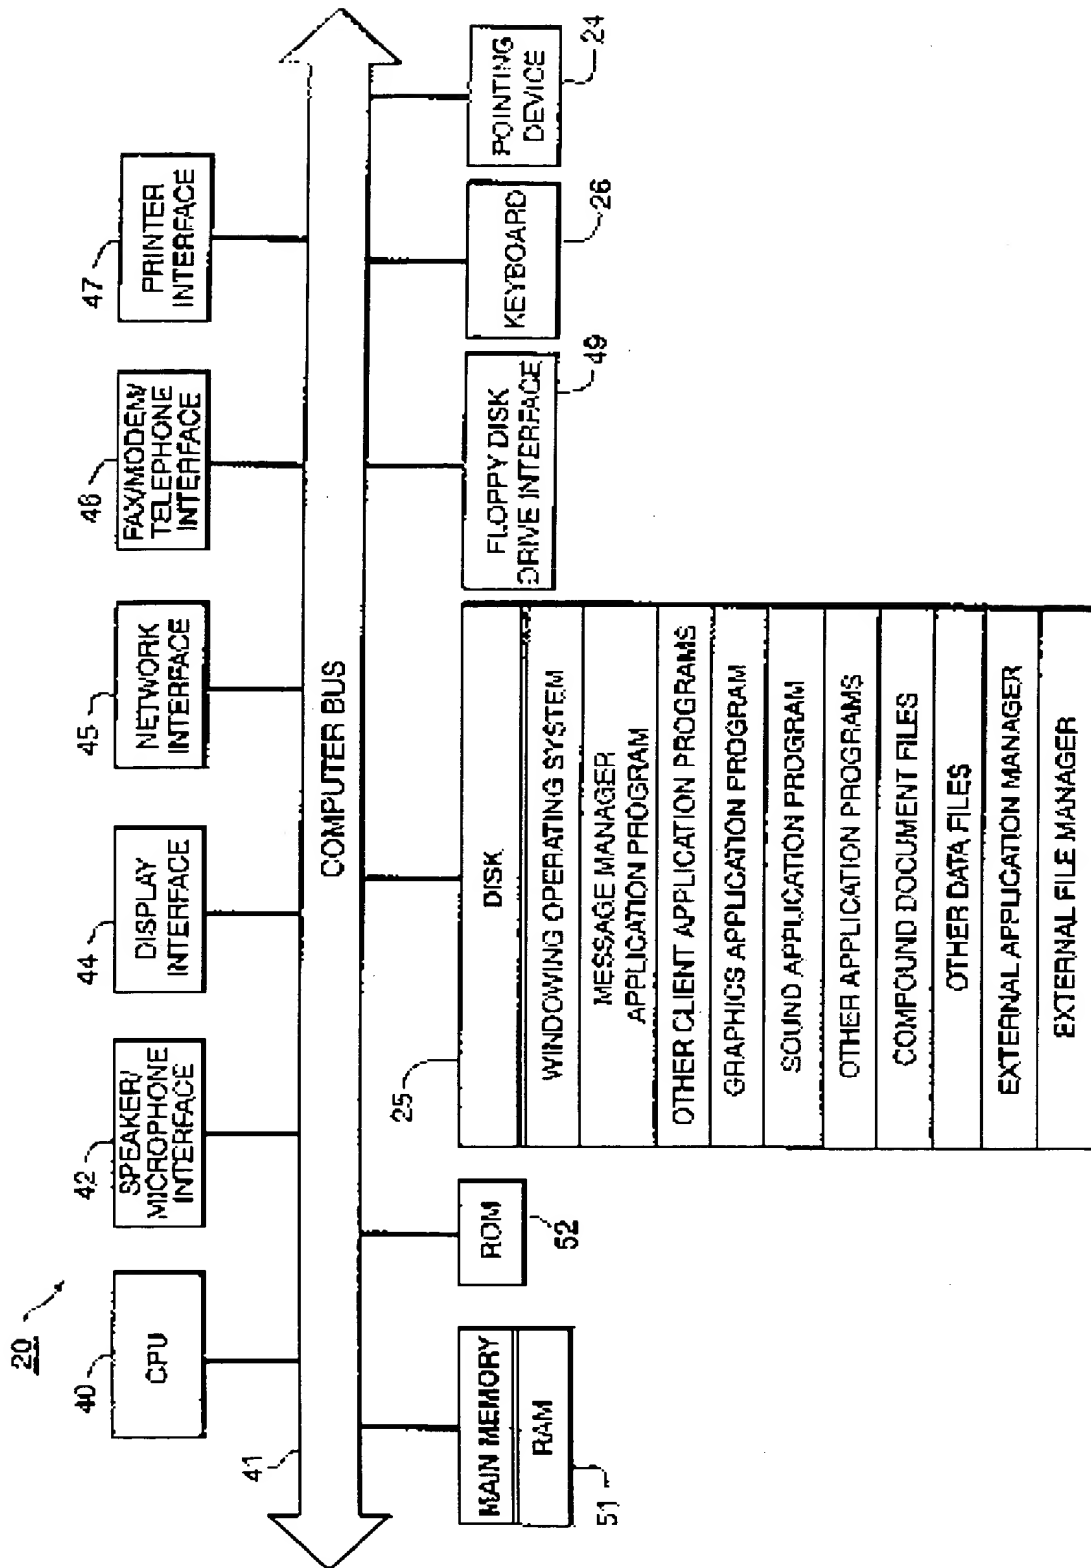 20
40
CPU
42
SPEAKER/
MICROPHONE
INTERFACE
44
DISPLAY
INTERFACE
45
NETWORK
INTERFACE
46
FAX/MODEM/
TELEPHONE
INTERFACE
47
PRINTER
INTERFACE
41
COMPUTER BUS
MAIN MEMORY
RAM
51
ROM
52
25
DISK
WINDOWING OPERATING SYSTEM
MESSAGE MANAGER
APPLICATION PROGRAM
OTHER CLIENT APPLICATION PROGRAMS
GRAPHICS APPLICATION PROGRAM
SOUND APPLICATION PROGRAM
OTHER APPLICATION PROGRAMS
COMPOUND DOCUMENT FILES
OTHER DATA FILES
EXTERNAL APPLICATION MANAGER
EXTERNAL FILE MANAGER
FLOPPY DISK
DRIVE INTERFACE
49
KEYBOARD
26
POINTING
DEVICE
24